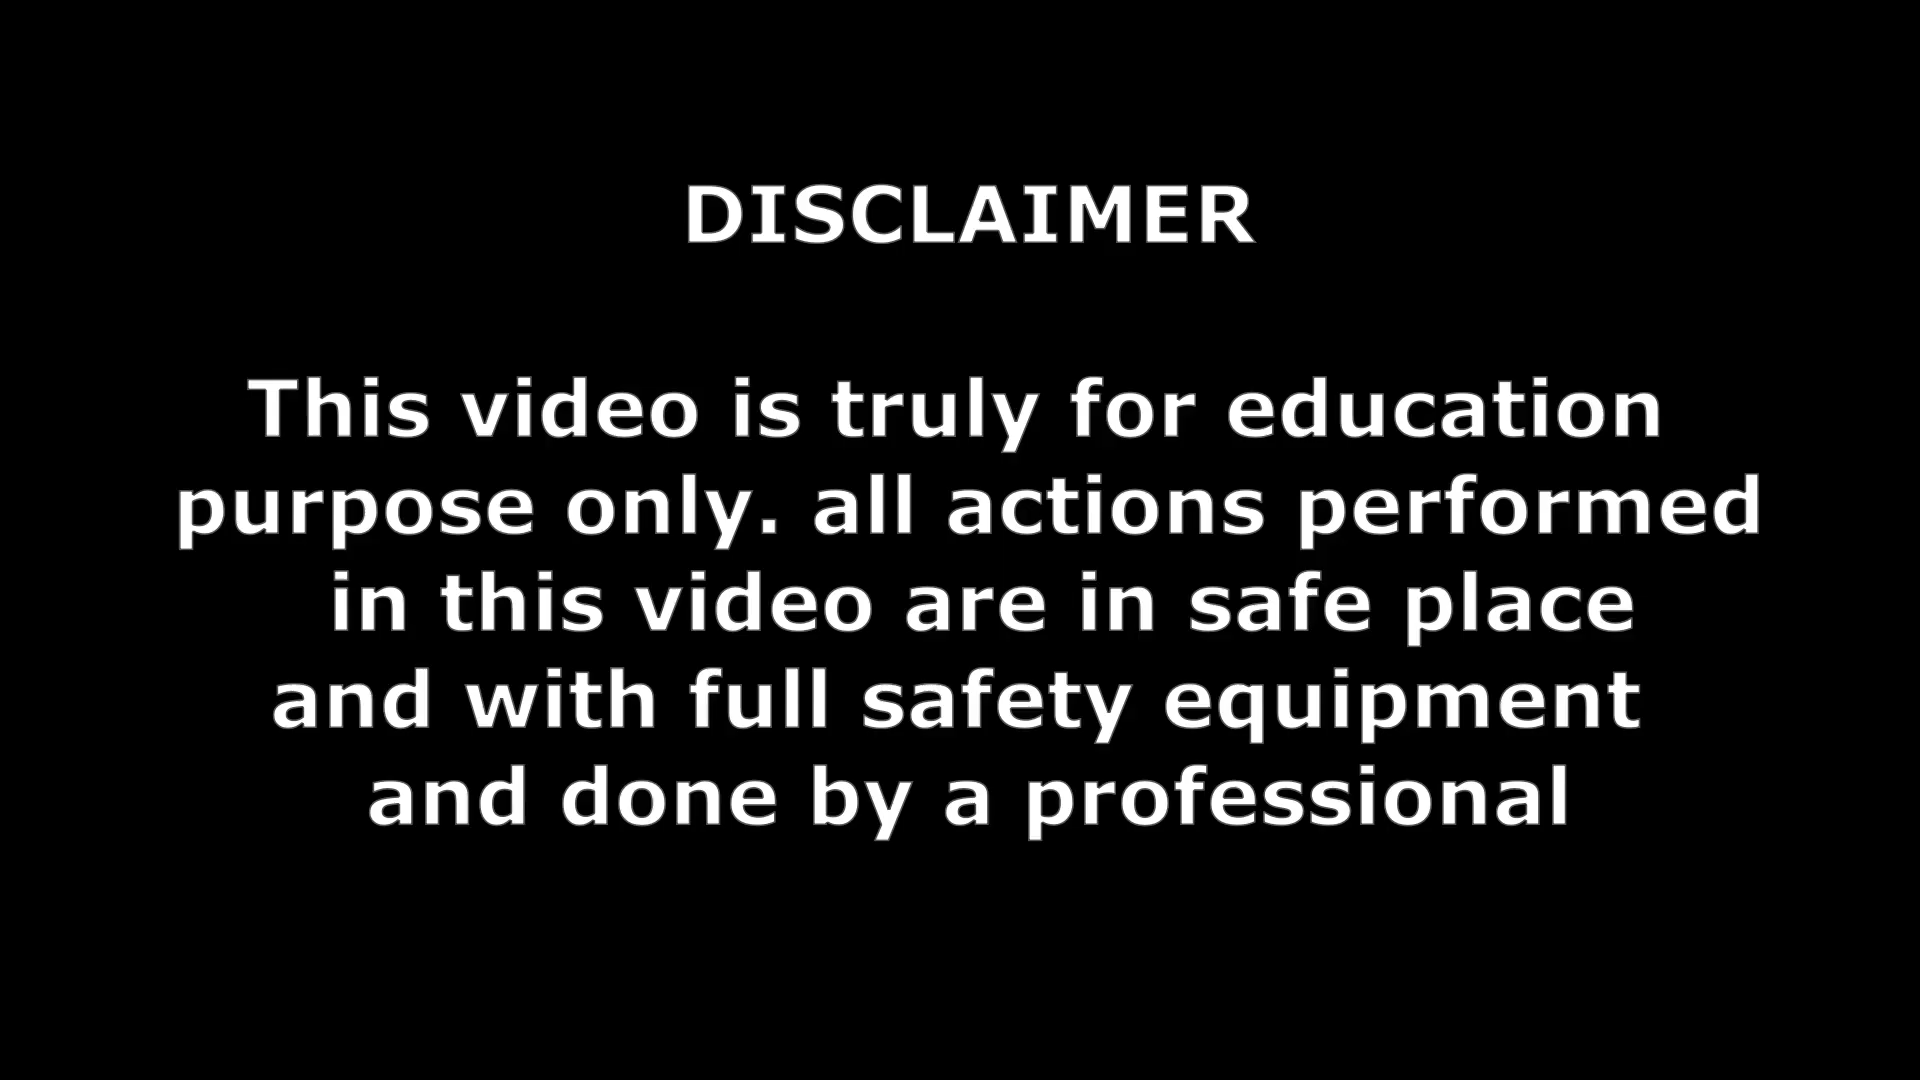 DISCLAIMER
This video is truly for education
purpose only. all actions performed
in this video are in safe place
and with full safety equipment
and done by a professional